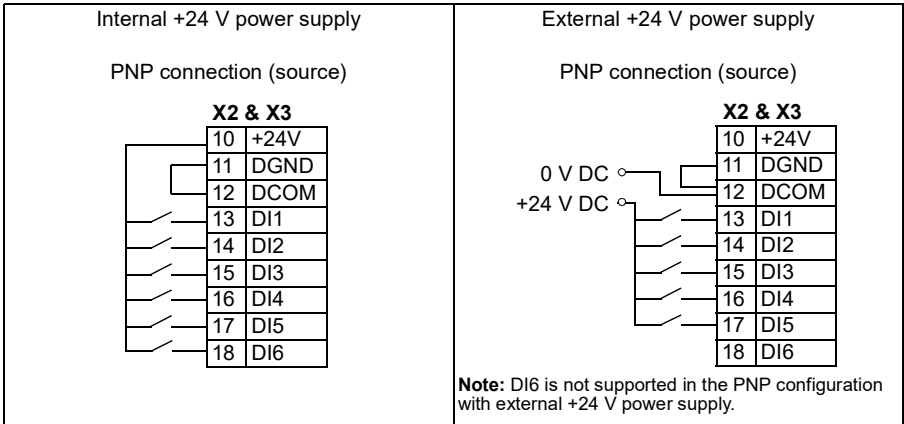 Internal +24 V power supply
PNP connection (source)
X2 & X3
10 +24V
11 DGND
12 DCOM
13 DI1
14 DI2
15 DI3
16 DI4
17 DI5
18 DI6
External +24 V power supply
PNP connection (source)
X2 & X3
10 +24V
11 DGND
0 V DC
12 DCOM
+24 V DC
13 DI1
14 DI2
15 DI3
16 DI4
17 DI5
18 DI6
Note: DI6 is not supported in the PNP configuration
with external +24 V power supply.